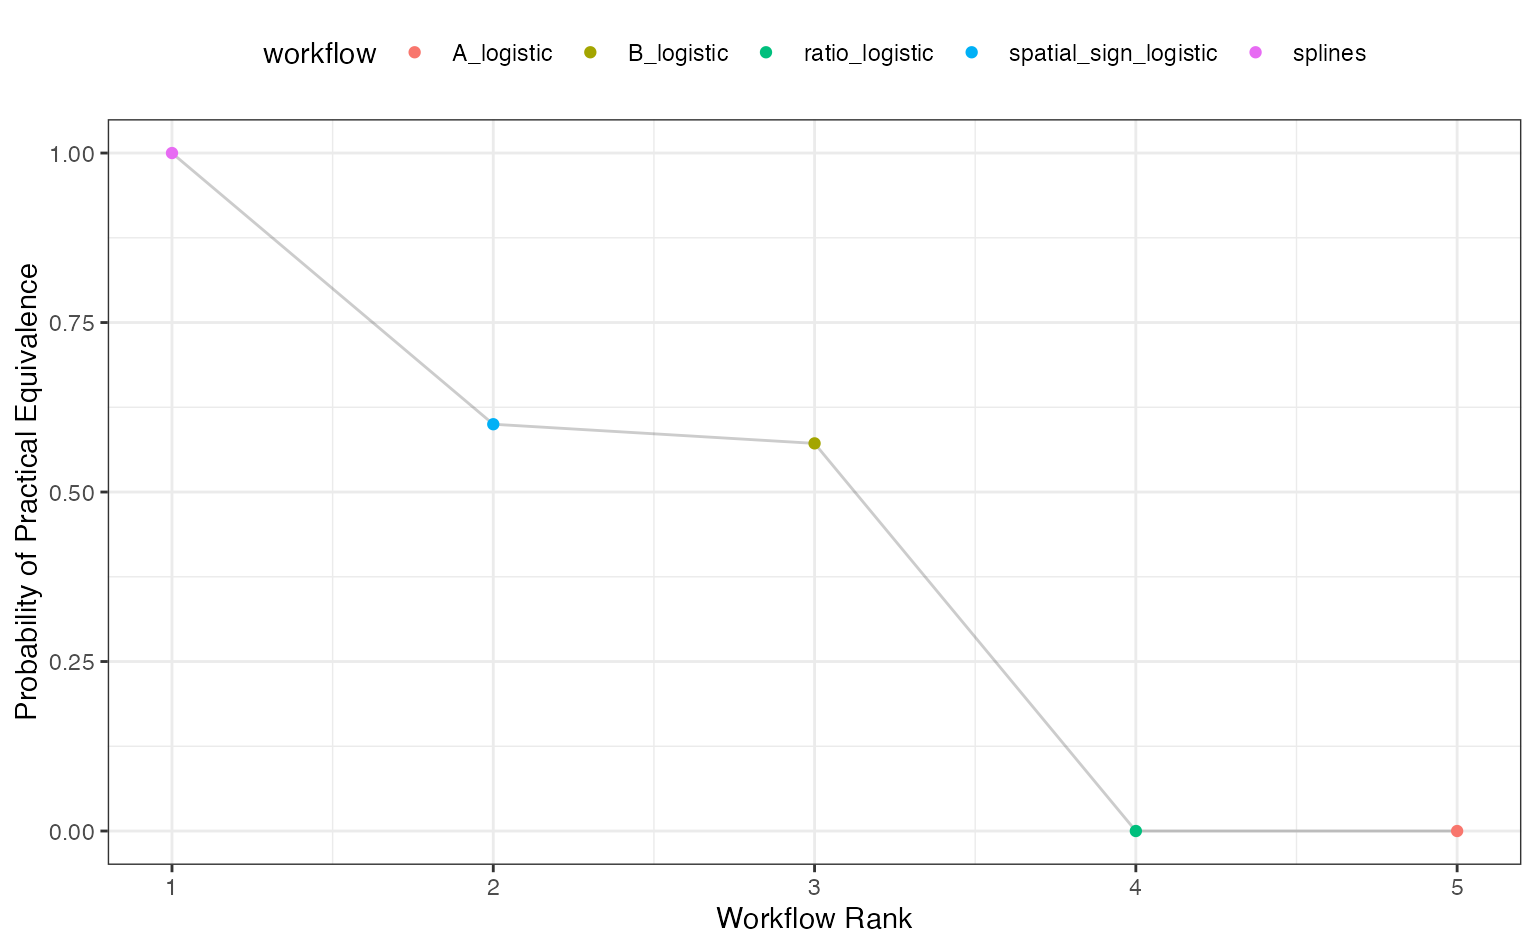 workflow A_logistic B_logistic ratio_logistic spatial_sign_logistic splines
Probability of Practical Equivalence
1.00
0.75
0.50
0.25
0.00
1 2 3 4 5
Workflow Rank